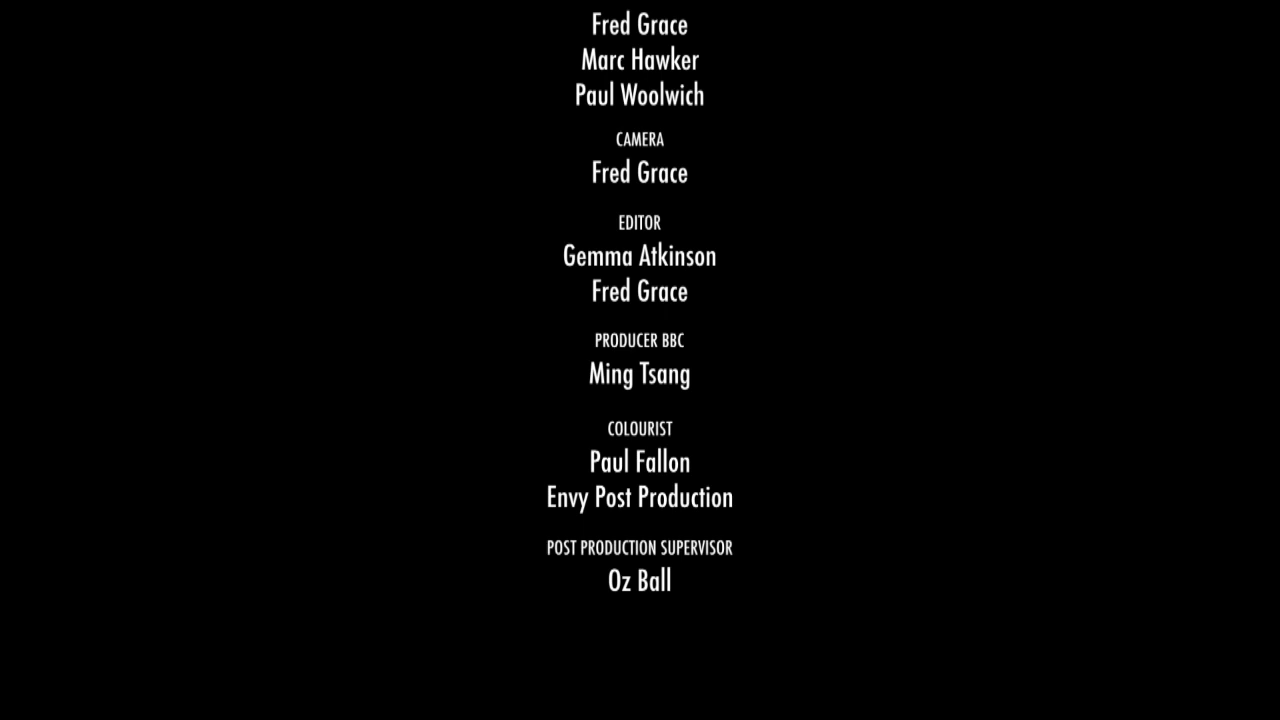 Fred Grace
Marc Hawker
Paul Woolwich
CAMERA
Fred Grace
EDITOR
Gemma Atkinson
Fred Grace
PRODUCER BBC
Ming Tsang
COLOURIST
Paul Fallon
Envy Post Production
POST PRODUCTION SUPERVISOR
Oz Ball